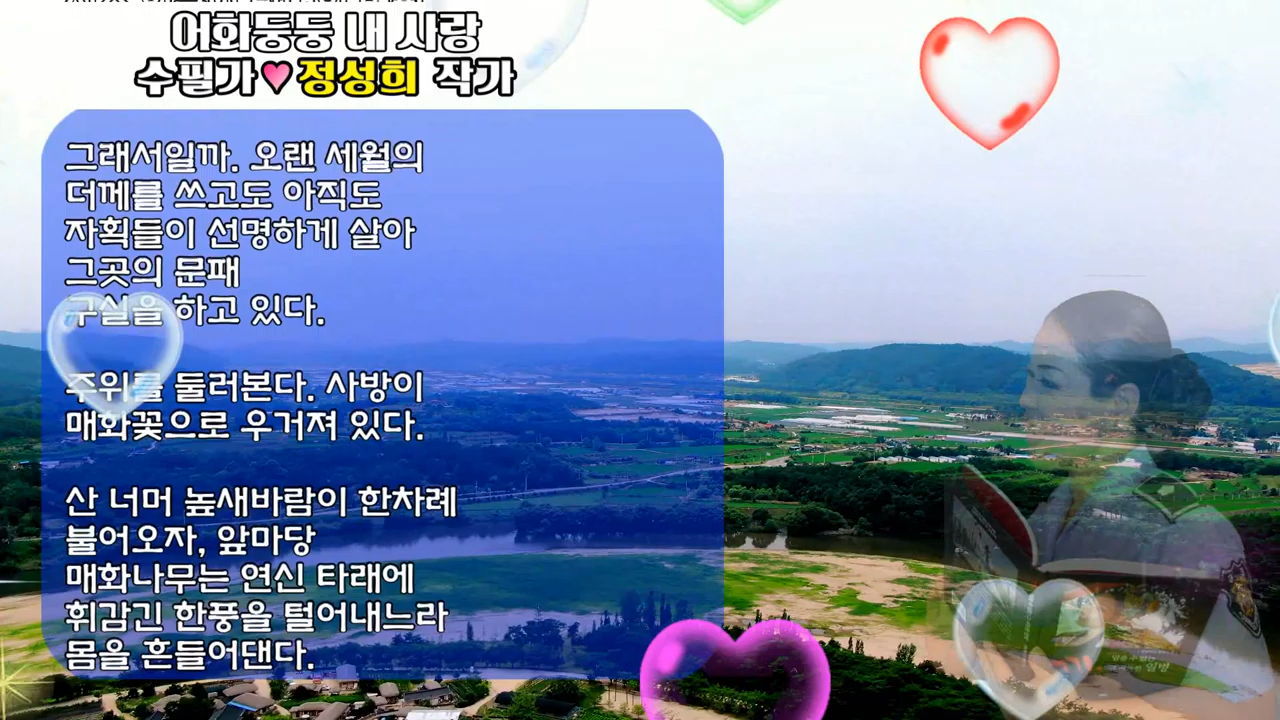 어화둥둥 내 사랑
수필가♥정성희 작가
그래서일까. 오랜 세월의
더께를 쓰고도 아직도
자획들이 선명하게 살아
그곳의 문패
구실을 하고 있다.
주위를 둘러본다. 사방이
매화꽃으로 우거져 있다.
산 너머 높새바람이 한차례
불어오자, 앞마당
매화나무는 연신 타래에
휘감긴 한풍을 털어내느라
몸을 흔들어댄다.